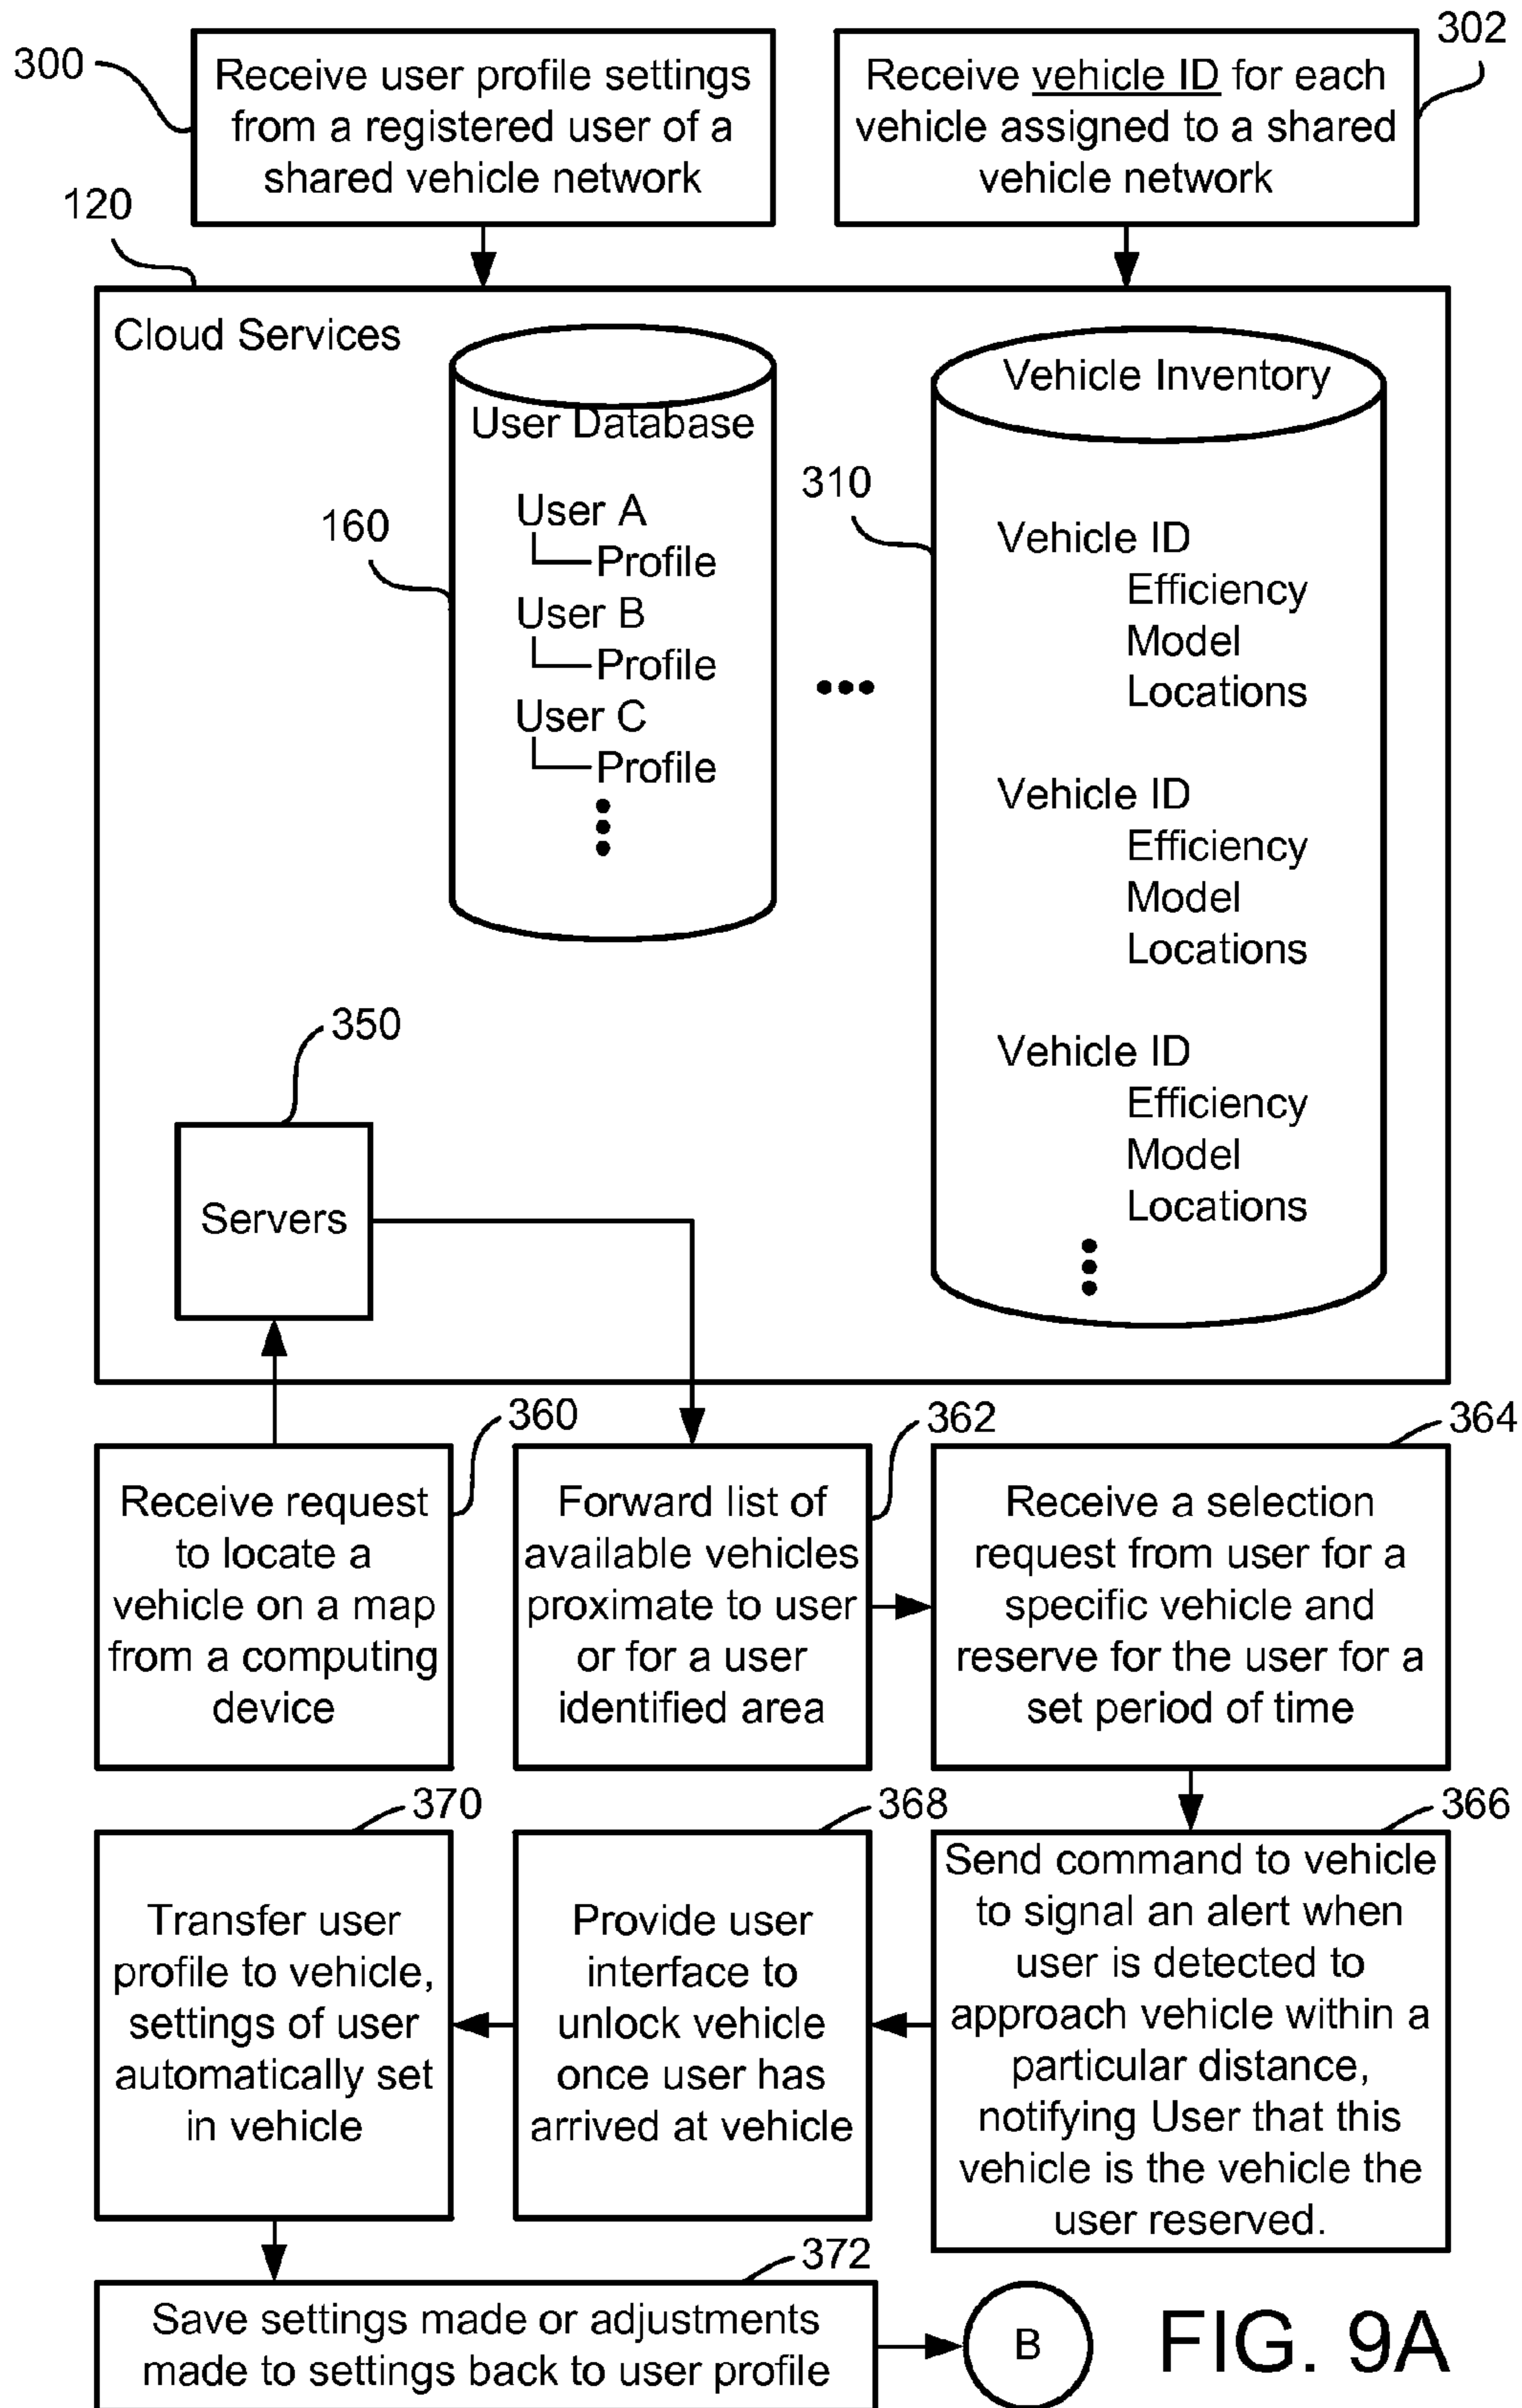 300
Receive user profile settings
from a registered user of a
shared vehicle network
302
Receive vehicle ID for each
vehicle assigned to a shared
vehicle network
120
Cloud Services
User Database
160
User A
Profile
User B
Profile
User C
Profile
310
Vehicle Inventory
Vehicle ID
Efficiency
Model
Locations
Vehicle ID
Efficiency
Model
Locations
Vehicle ID
Efficiency
Model
Locations
350
Servers
360
Receive request
to locate a
vehicle on a map
from a computing
device
362
Forward list of
available vehicles
proximate to user
or for a user
identified area
364
Receive a selection
request from user for a
specific vehicle and
reserve for the user for a
set period of time
366
Send command to vehicle
to signal an alert when
user is detected to
approach vehicle within a
particular distance,
notifying User that this
vehicle is the vehicle the
user reserved.
368
Provide user
interface to
unlock vehicle
once user has
arrived at vehicle
370
Transfer user
profile to vehicle,
settings of user
automatically set
in vehicle
372
Save settings made or adjustments
made to settings back to user profile
B
FIG. 9A